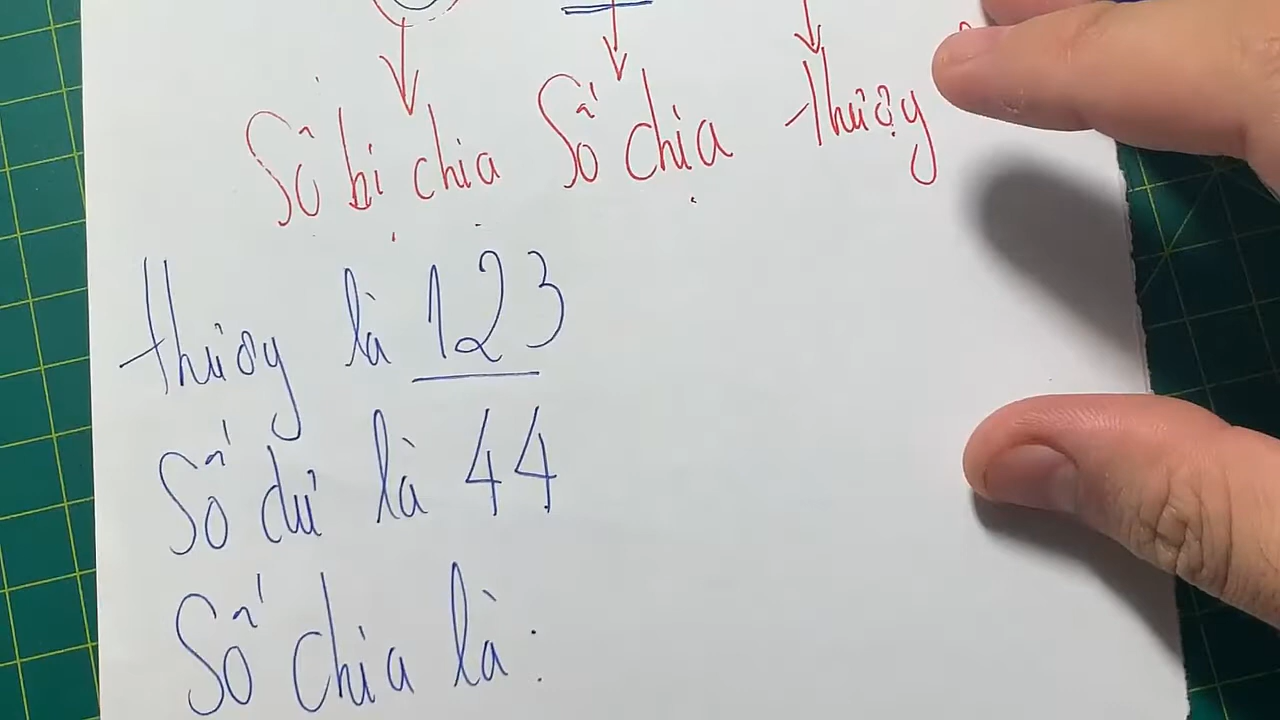 Số bị chia Số chia thương
thương là 123
Số dư là 44
Số chia là: